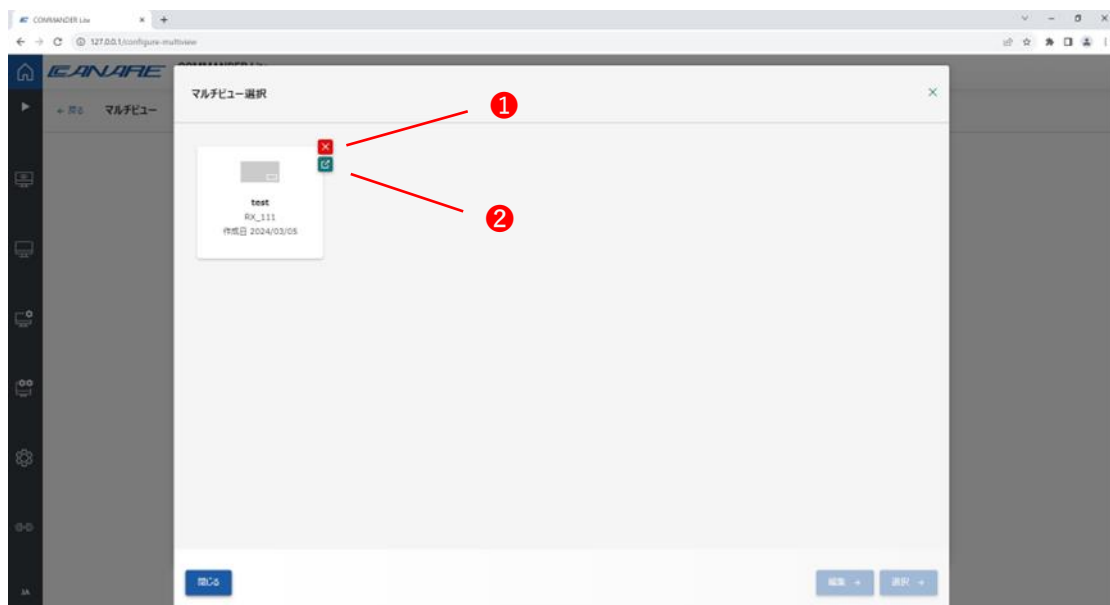 COMMANDER Lite
127.0.0.1/configure-multiview
CANARE
COMMANDER Lite
← 戻る マルチビュー
マルチビュー選択
❶
test
RX_111
作成日 2024/03/05
❷
閉じる
編集 →
選択 →
JA